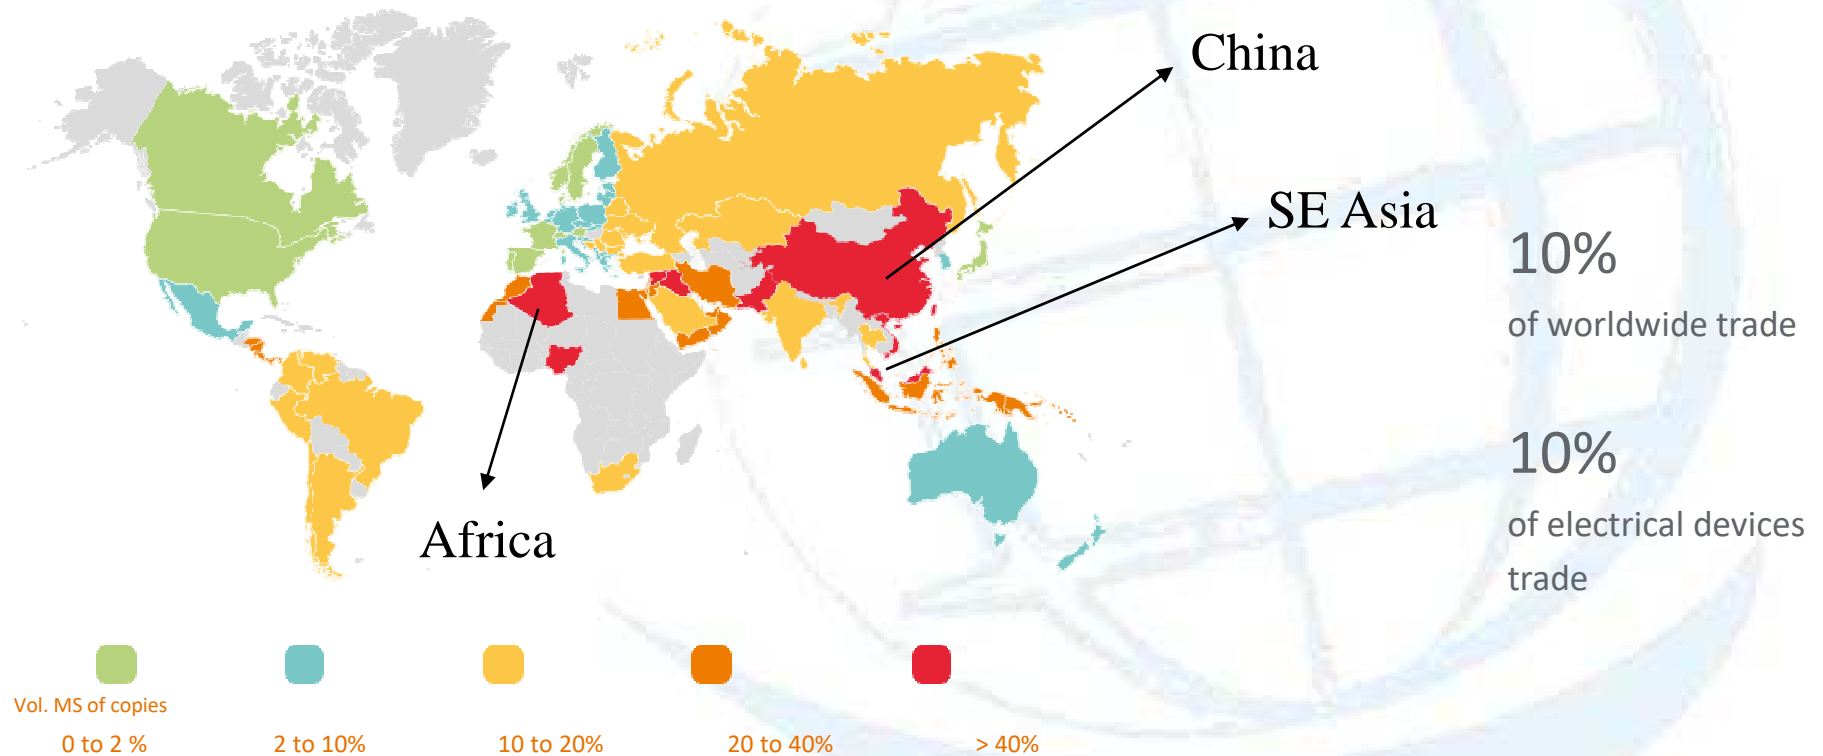 China
SE Asia
10%
of worldwide trade
10%
of electrical devices
trade
Africa
Vol. MS of copies
0 to 2 %
2 to 10%
10 to 20%
20 to 40%
> 40%